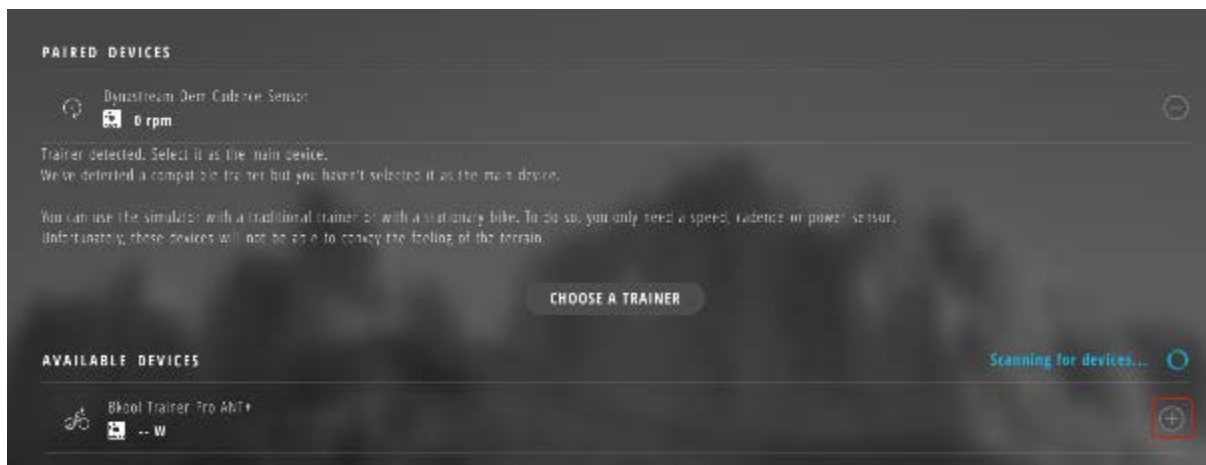 PAIRED DEVICES
Dynastream Oem Cadence Sensor
0 rpm
Trainer detected. Select it as the main device.
We've detected a compatible trainer but you haven't selected it as the main device.
You can use the simulator with a traditional trainer or with a stationary bike. To do so, you only need a speed, cadence or power sensor.
Unfortunately, these devices will not be able to convey the feeling of the terrain.
CHOOSE A TRAINER
AVAILABLE DEVICES
Scanning for devices...
Bkool Trainer Pro ANT+
-- W